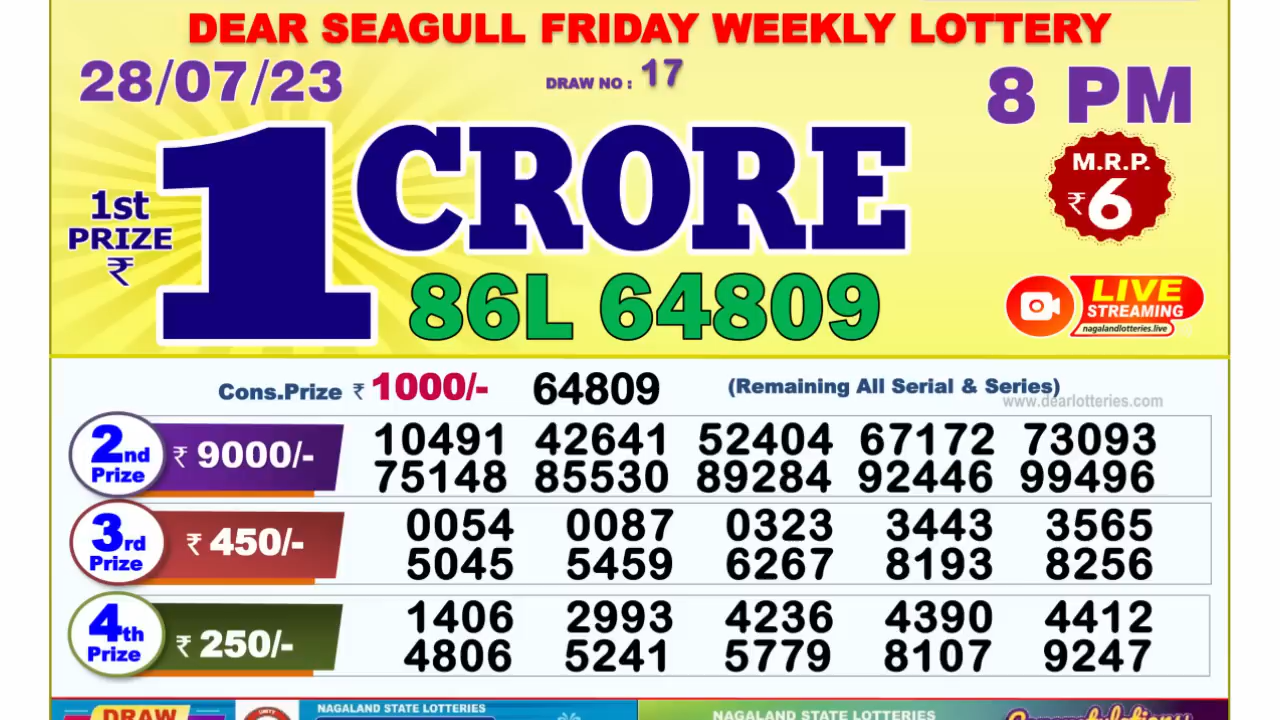 DEAR SEAGULL FRIDAY WEEKLY LOTTERY
28/07/23
DRAW NO : 17
8 PM
1st
PRIZE
₹
1 CRORE
M.R.P.
₹6
86L 64809
LIVE
STREAMING
nagalandlotteries.live
Cons.Prize ₹ 1000/- 64809 (Remaining All Serial & Series)
www.dearlotteries.com
2nd Prize ₹ 9000/-
10491 42641 52404 67172 73093
75148 85530 89284 92446 99496
3rd Prize ₹ 450/-
0054 0087 0323 3443 3565
5045 5459 6267 8193 8256
4th Prize ₹ 250/-
1406 2993 4236 4390 4412
4806 5241 5779 8107 9247
DRAW
UNITY
NAGALAND STATE LOTTERIES
NAGALAND STATE LOTTERIES
Congratulations